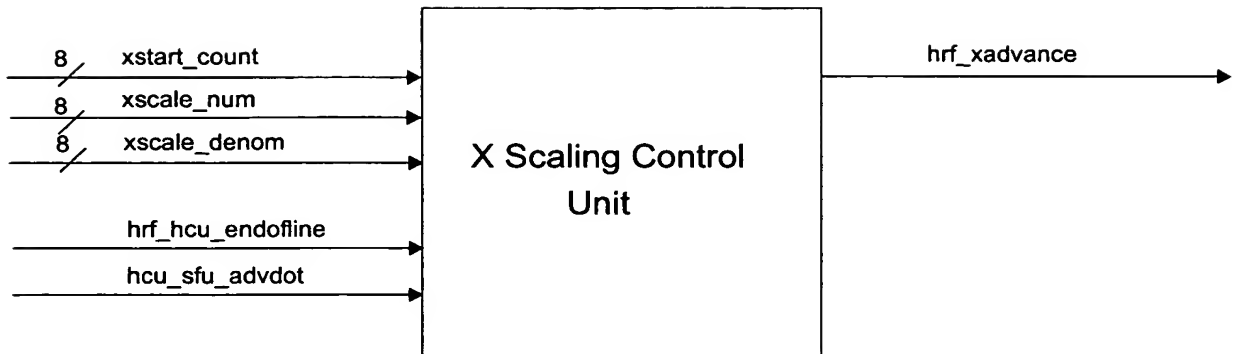 8 xstart_count
hrf_xadvance
8 xscale_num
8 xscale_denom
X Scaling Control
Unit
hrf_hcu_endofline
hcu_sfu_advdot